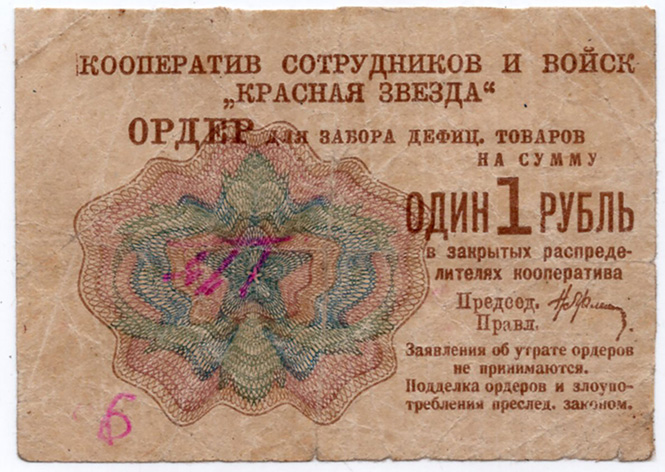 КООПЕРАТИВ СОТРУДНИКОВ И ВОЙСК
„КРАСНАЯ ЗВЕЗДА“
ОРДЕР ДЛЯ ЗАБОРА ДЕФИЦ. ТОВАРОВ
НА СУММУ
ОДИН 1 РУБЛЬ
в закрытых распреде-
лителях кооператива
Председ.
Правл.
Заявления об утрате ордеров
не принимаются.
Подделка ордеров и злоупо-
требления преслед. законом.
Б